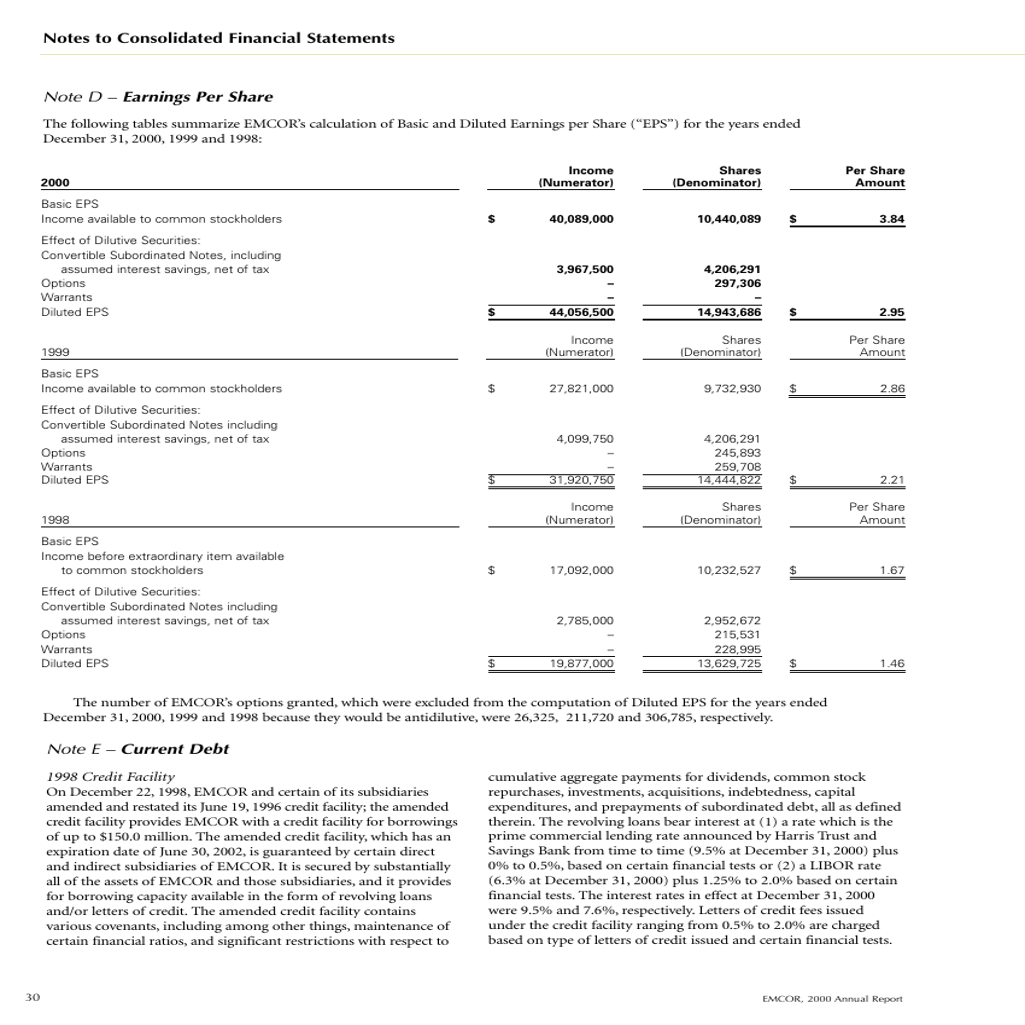 Notes to Consolidated Financial Statements
Note D – Earnings Per Share
The following tables summarize EMCOR’s calculation of Basic and Diluted Earnings per Share (“EPS”) for the years ended
December 31, 2000, 1999 and 1998:
Income Shares Per Share
2000 (Numerator) (Denominator) Amount
Basic EPS
Income available to common stockholders $ 40,089,000 10,440,089 $ 3.84
Effect of Dilutive Securities:
Convertible Subordinated Notes, including
assumed interest savings, net of tax 3,967,500 4,206,291
Options – 297,306
Warrants – –
Diluted EPS $ 44,056,500 14,943,686 $ 2.95
Income Shares Per Share
1999 (Numerator) (Denominator) Amount
Basic EPS
Income available to common stockholders $ 27,821,000 9,732,930 $ 2.86
Effect of Dilutive Securities:
Convertible Subordinated Notes including
assumed interest savings, net of tax 4,099,750 4,206,291
Options – 245,893
Warrants – 259,708
Diluted EPS $ 31,920,750 14,444,822 $ 2.21
Income Shares Per Share
1998 (Numerator) (Denominator) Amount
Basic EPS
Income before extraordinary item available
to common stockholders $ 17,092,000 10,232,527 $ 1.67
Effect of Dilutive Securities:
Convertible Subordinated Notes including
assumed interest savings, net of tax 2,785,000 2,952,672
Options – 215,531
Warrants – 228,995
Diluted EPS $ 19,877,000 13,629,725 $ 1.46
The number of EMCOR’s options granted, which were excluded from the computation of Diluted EPS for the years ended
December 31, 2000, 1999 and 1998 because they would be antidilutive, were 26,325, 211,720 and 306,785, respectively.
Note E – Current Debt
1998 Credit Facility
On December 22, 1998, EMCOR and certain of its subsidiaries
amended and restated its June 19, 1996 credit facility; the amended
credit facility provides EMCOR with a credit facility for borrowings
of up to $150.0 million. The amended credit facility, which has an
expiration date of June 30, 2002, is guaranteed by certain direct
and indirect subsidiaries of EMCOR. It is secured by substantially
all of the assets of EMCOR and those subsidiaries, and it provides
for borrowing capacity available in the form of revolving loans
and/or letters of credit. The amended credit facility contains
various covenants, including among other things, maintenance of
certain financial ratios, and significant restrictions with respect to
cumulative aggregate payments for dividends, common stock
repurchases, investments, acquisitions, indebtedness, capital
expenditures, and prepayments of subordinated debt, all as defined
therein. The revolving loans bear interest at (1) a rate which is the
prime commercial lending rate announced by Harris Trust and
Savings Bank from time to time (9.5% at December 31, 2000) plus
0% to 0.5%, based on certain financial tests or (2) a LIBOR rate
(6.3% at December 31, 2000) plus 1.25% to 2.0% based on certain
financial tests. The interest rates in effect at December 31, 2000
were 9.5% and 7.6%, respectively. Letters of credit fees issued
under the credit facility ranging from 0.5% to 2.0% are charged
based on type of letters of credit issued and certain financial tests.
30
EMCOR, 2000 Annual Report